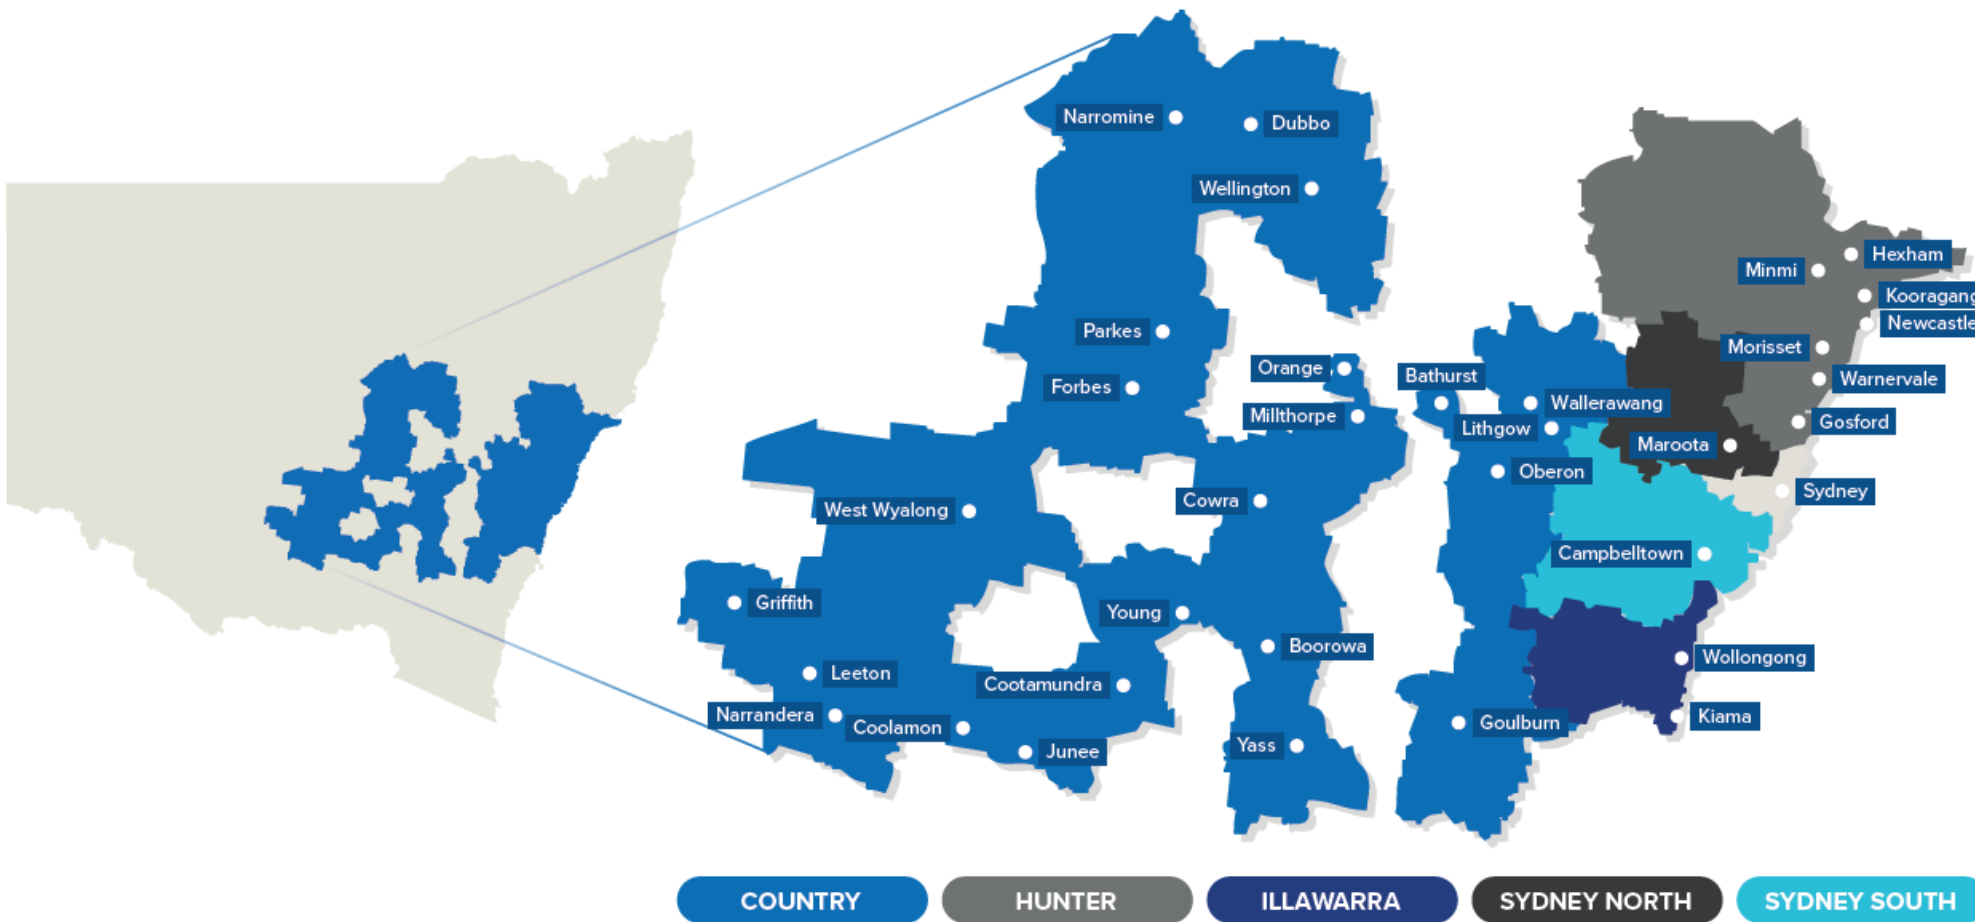 Narromine
Dubbo
Wellington
Hexham
Minmi
Kooragang
Newcastle
Parkes
Morisset
Orange
Bathurst
Warnervale
Forbes
Wallerawang
Millthorpe
Gosford
Lithgow
Maroota
Oberon
Sydney
Cowra
West Wyalong
Campbelltown
Griffith
Young
Boorowa
Wollongong
Leeton
Cootamundra
Narrandera
Kiama
Goulburn
Coolamon
Yass
Junee
COUNTRY
HUNTER
ILLAWARRA
SYDNEY NORTH
SYDNEY SOUTH